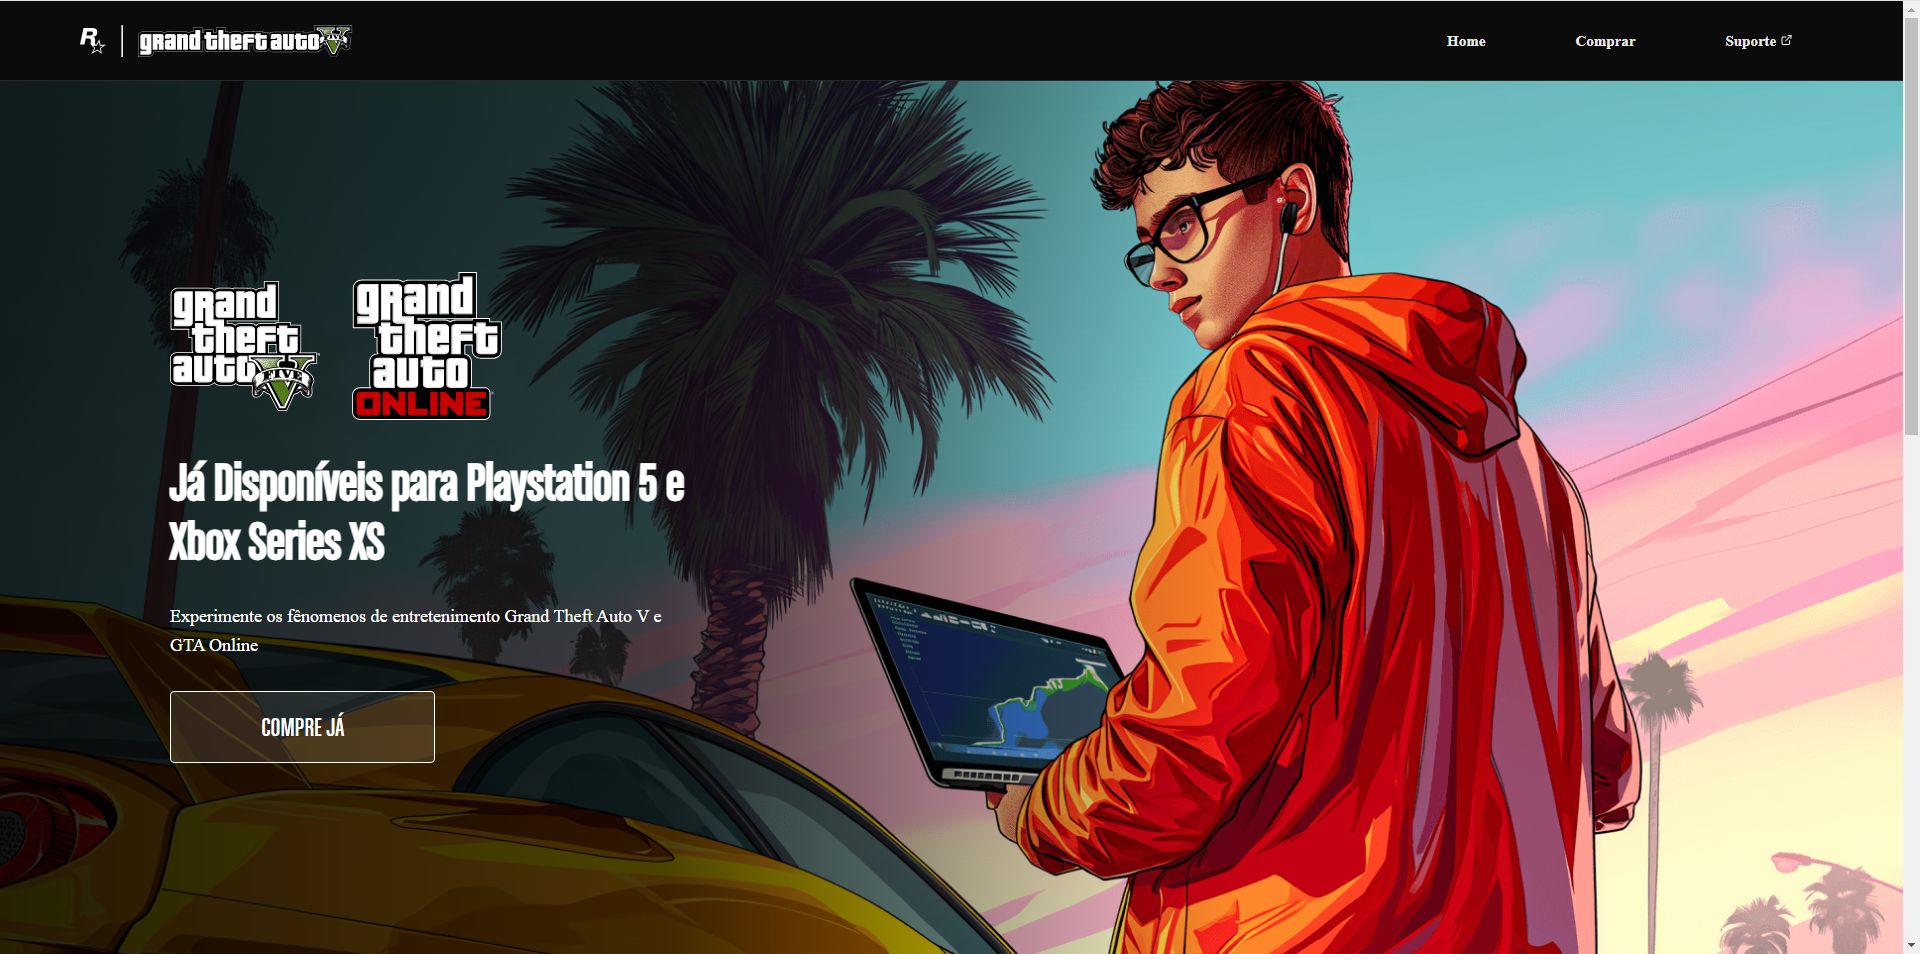 R
grand theft auto V
Home
Comprar
Suporte
grand
theft
auto V
FIVE
grand
theft
auto
ONLINE
Já Disponíveis para Playstation 5 e
Xbox Series XS
Experimente os fênomenos de entretenimento Grand Theft Auto V e
GTA Online
COMPRE JÁ